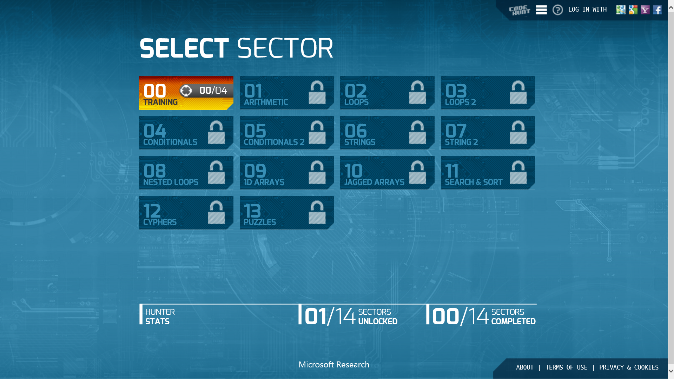 CODE HUNT LOG IN WITH
SELECT SECTOR
00 00/04
TRAINING
01
ARITHMETIC
02
LOOPS
03
LOOPS 2
04
CONDITIONALS
05
CONDITIONALS 2
06
STRINGS
07
STRING 2
08
NESTED LOOPS
09
1D ARRAYS
10
JAGGED ARRAYS
11
SEARCH & SORT
12
CYPHERS
13
PUZZLES
HUNTER
STATS
01/14 SECTORS
UNLOCKED
00/14 SECTORS
COMPLETED
Microsoft Research
ABOUT | TERMS OF USE | PRIVACY & COOKIES